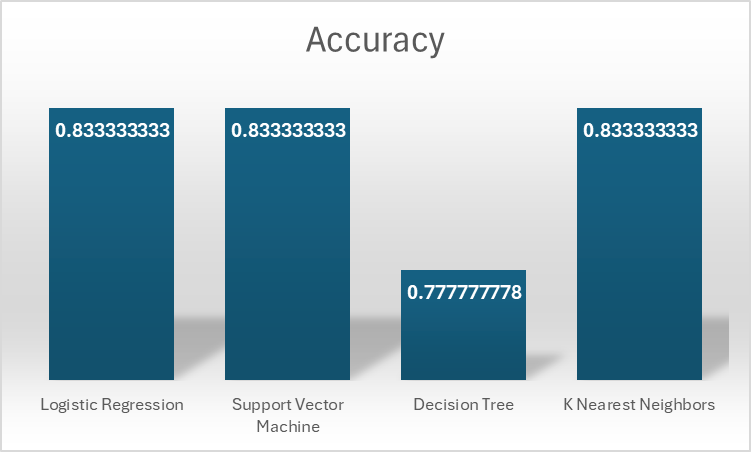 Accuracy
0.833333333
0.833333333
0.777777778
0.833333333
Logistic Regression
Support Vector
Machine
Decision Tree
K Nearest Neighbors